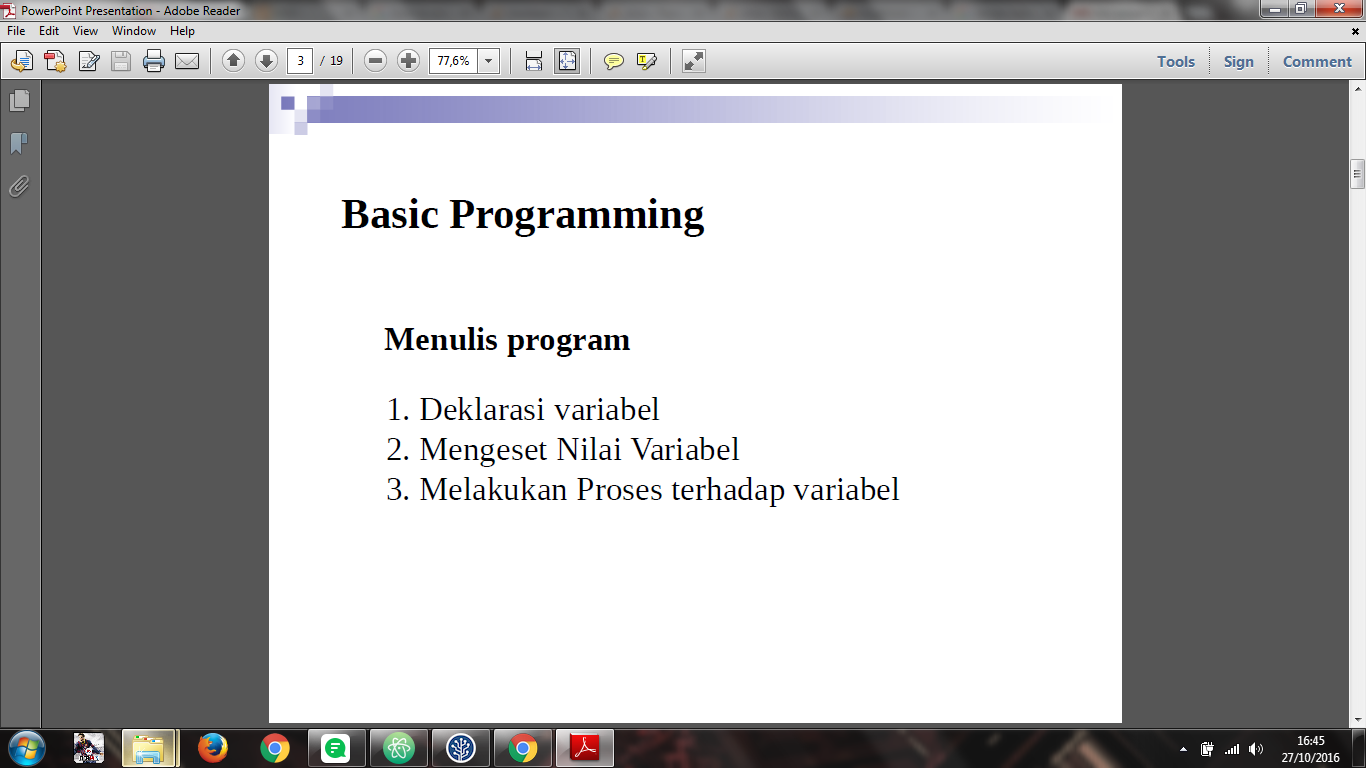 PowerPoint Presentation - Adobe Reader
File Edit View Window Help
3 / 19 77,6% Tools Sign Comment
Basic Programming
Menulis program
1. Deklarasi variabel
2. Mengeset Nilai Variabel
3. Melakukan Proses terhadap variabel
16:45
27/10/2016